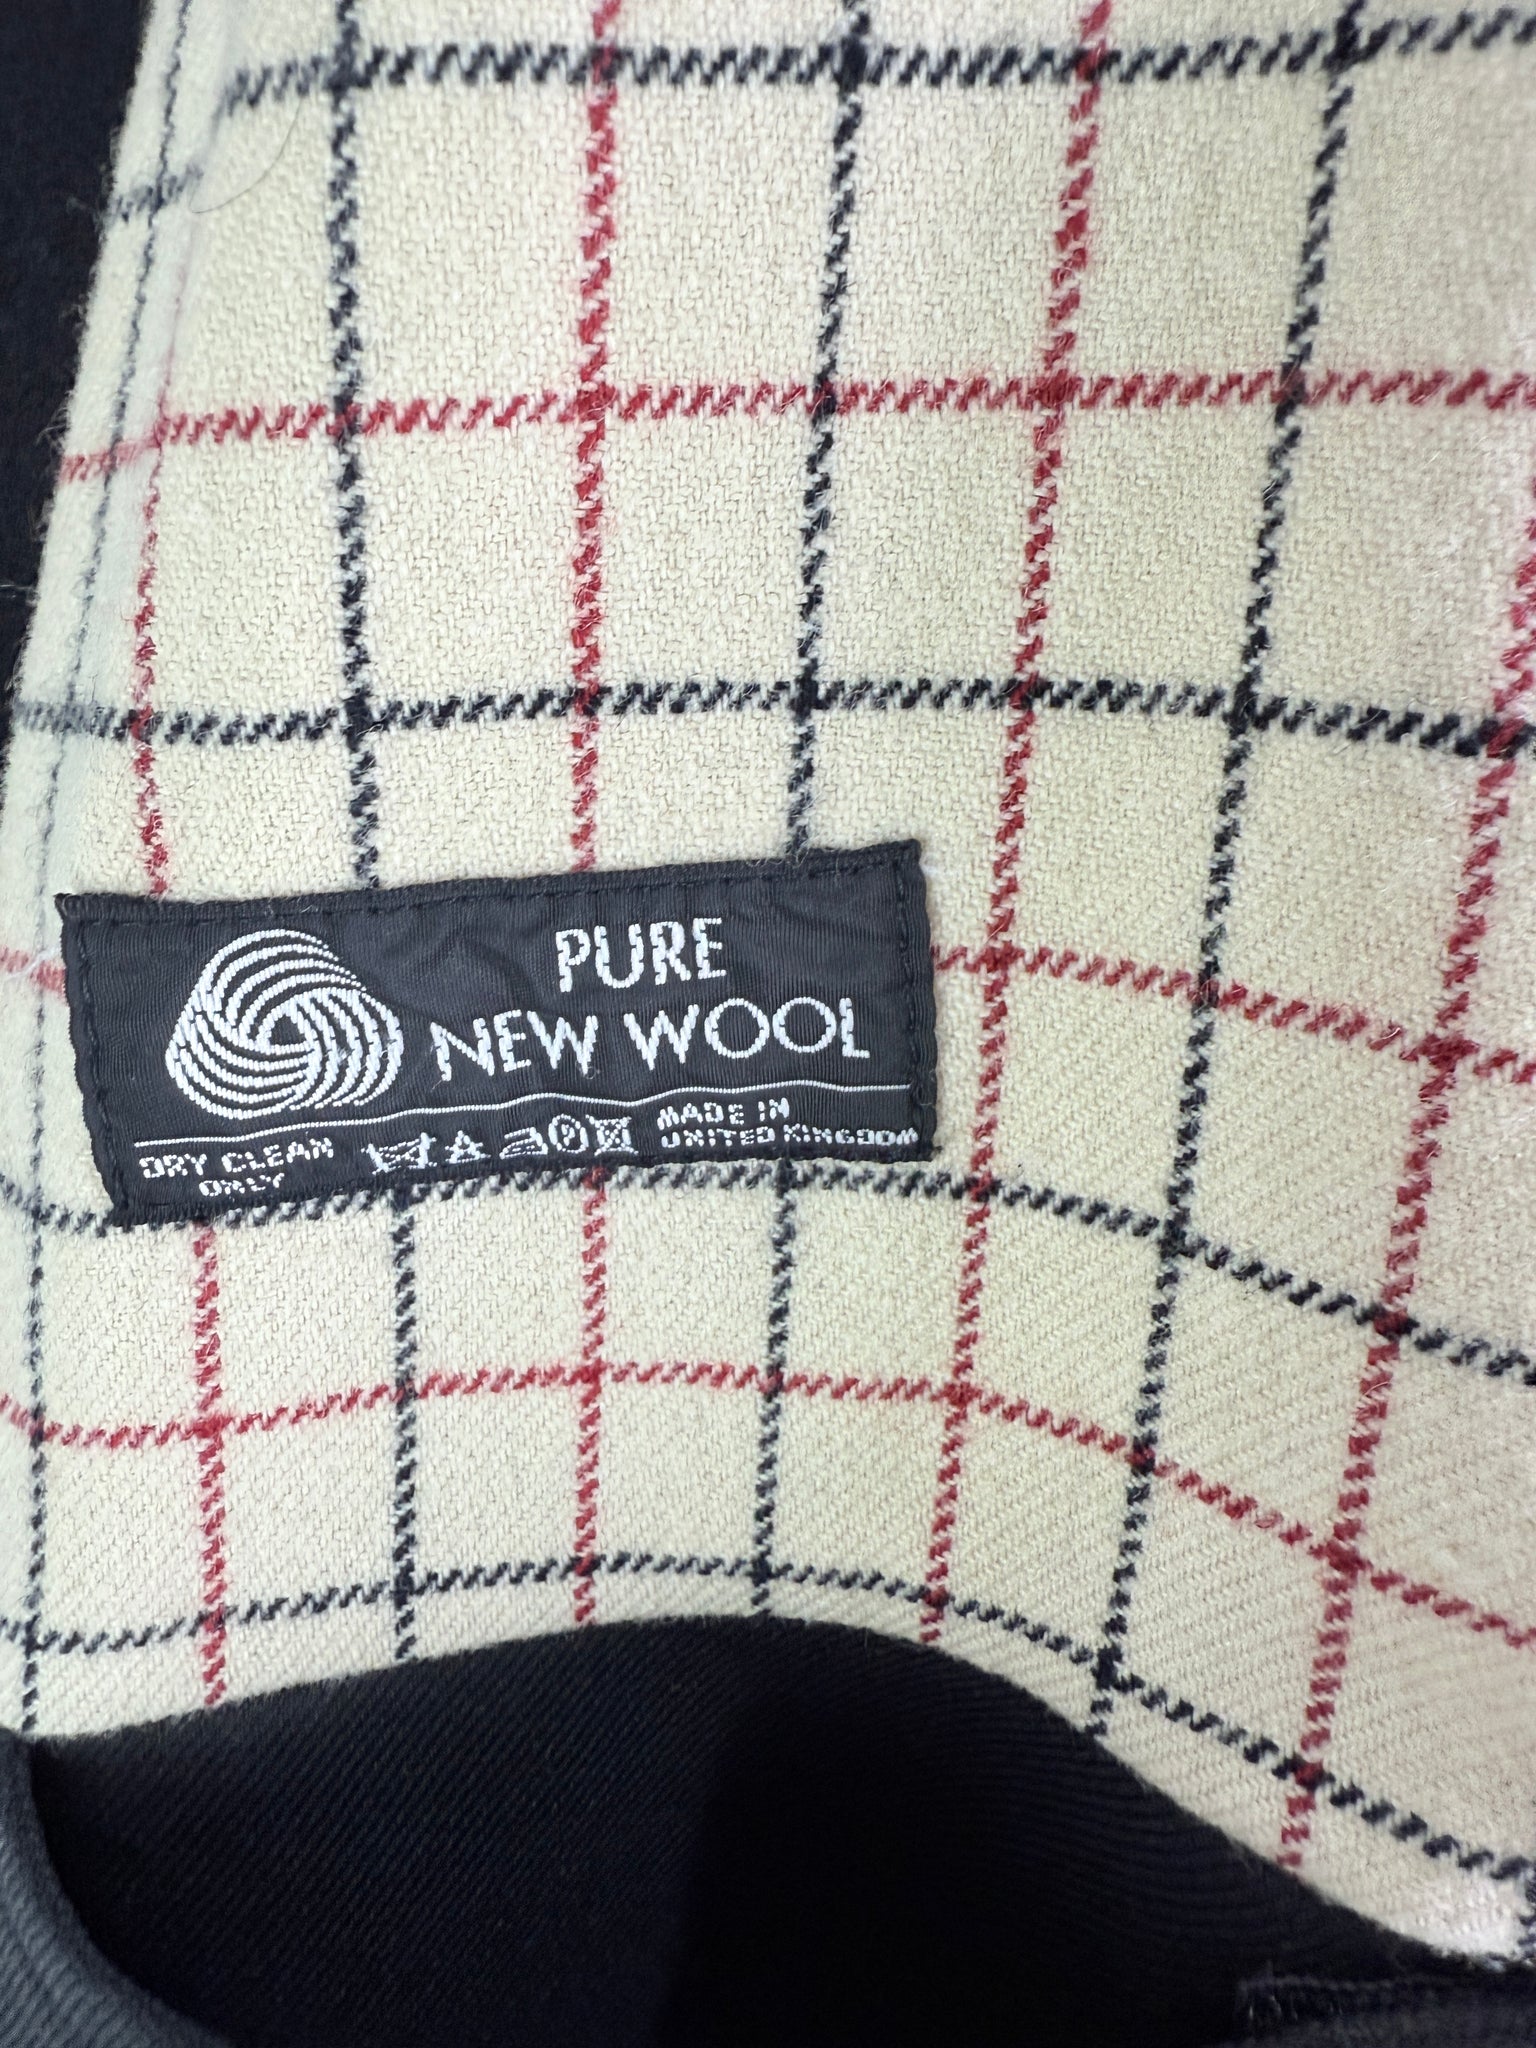 PURE
NEW WOOL
DRY CLEAN
ONLY
P
MADE IN
UNITED KINGDOM